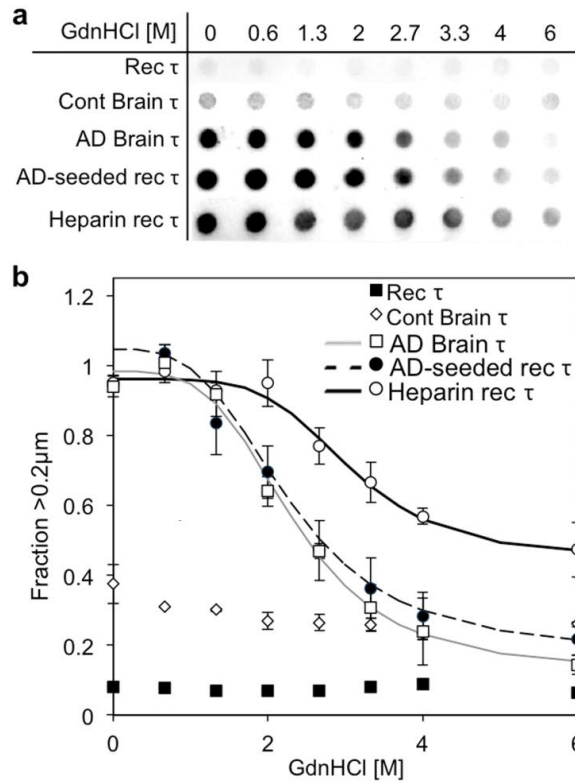 a
GdnHCl [M] 0 0.6 1.3 2 2.7 3.3 4 6
Rec τ
Cont Brain τ
AD Brain τ
AD-seeded rec τ
Heparin rec τ
b
1.2
1
0.8
0.6
0.4
0.2
0
Fraction >0.2µm
Rec τ
Cont Brain τ
AD Brain τ
AD-seeded rec τ
Heparin rec τ
0 2 4 6
GdnHCl [M]